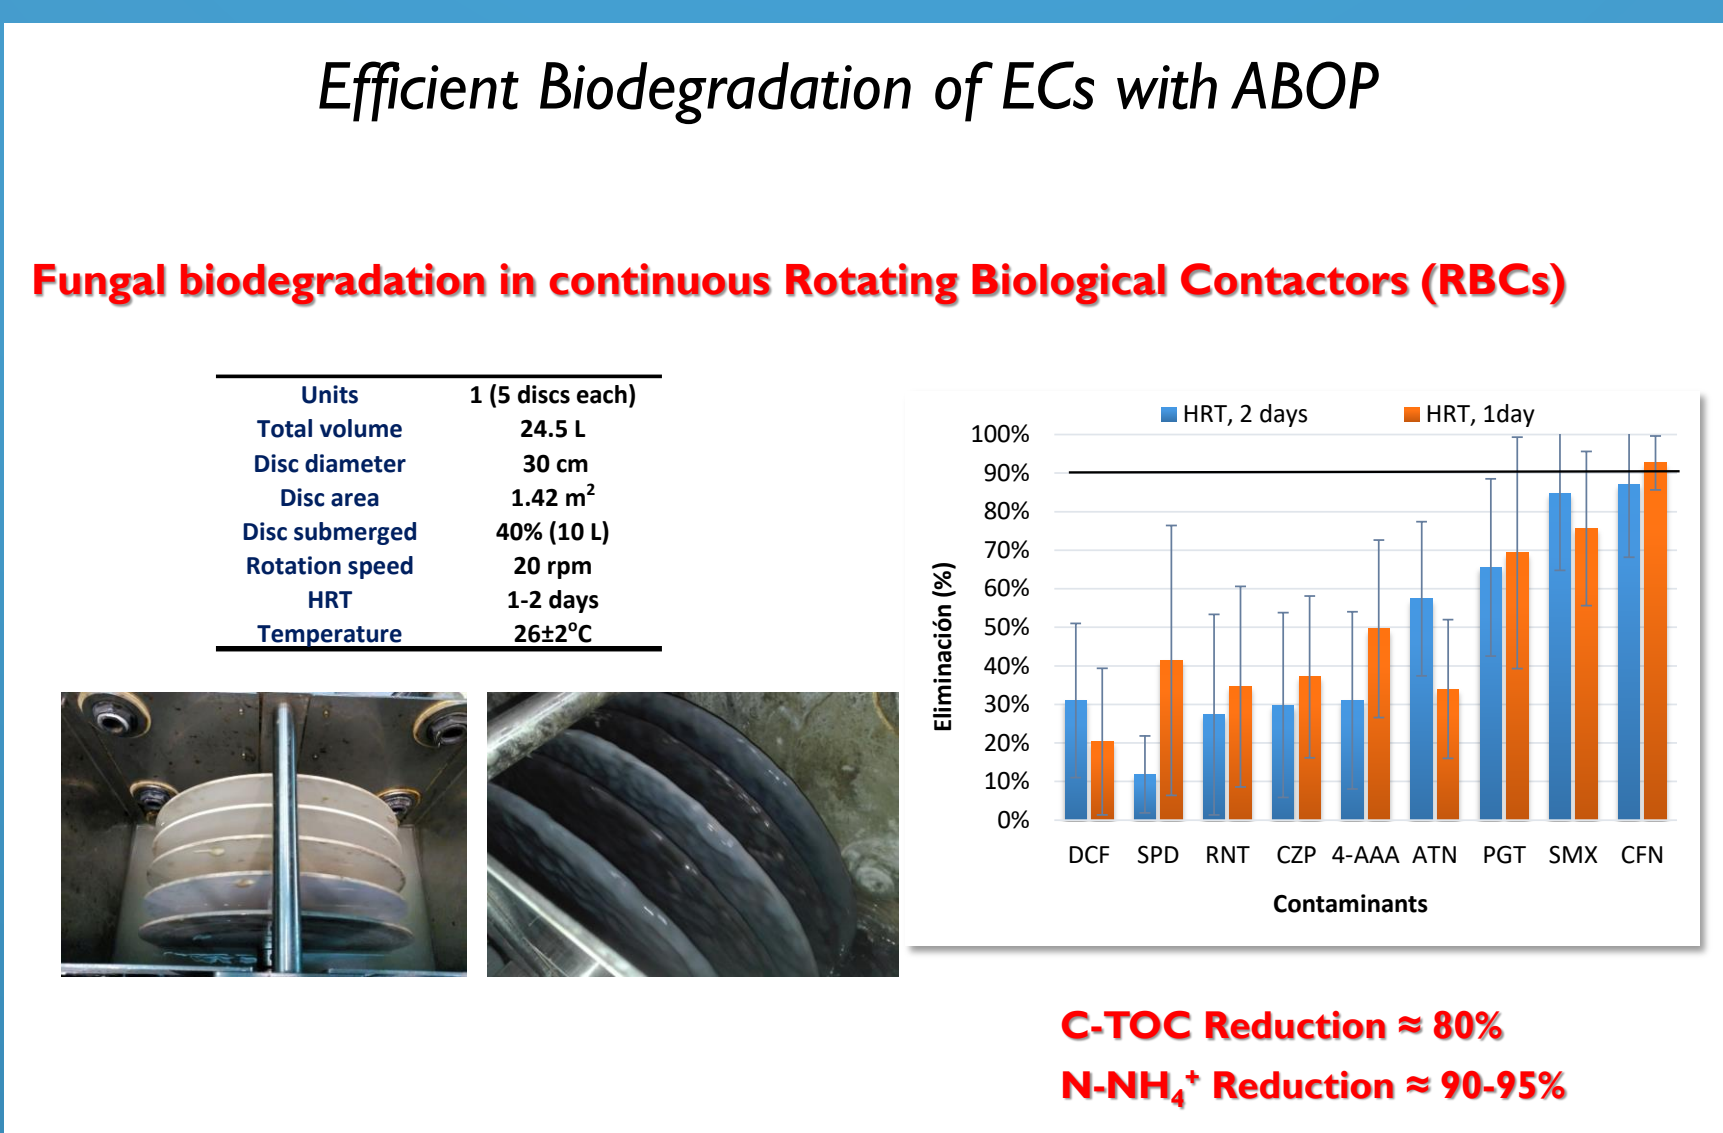 Efficient Biodegradation of ECs with ABOP
Fungal biodegradation in continuous Rotating Biological Contactors (RBCs)
Units 1 (5 discs each)
Total volume 24.5 L
Disc diameter 30 cm
Disc area 1.42 m²
Disc submerged 40% (10 L)
Rotation speed 20 rpm
HRT 1-2 days
Temperature 26±2°C
HRT, 2 days HRT, 1day
Eliminación (%)
100%
90%
80%
70%
60%
50%
40%
30%
20%
10%
0%
DCF SPD RNT CZP 4-AAA ATN PGT SMX CFN
Contaminants
C-TOC Reduction ≈ 80%
N-NH₄⁺ Reduction ≈ 90-95%